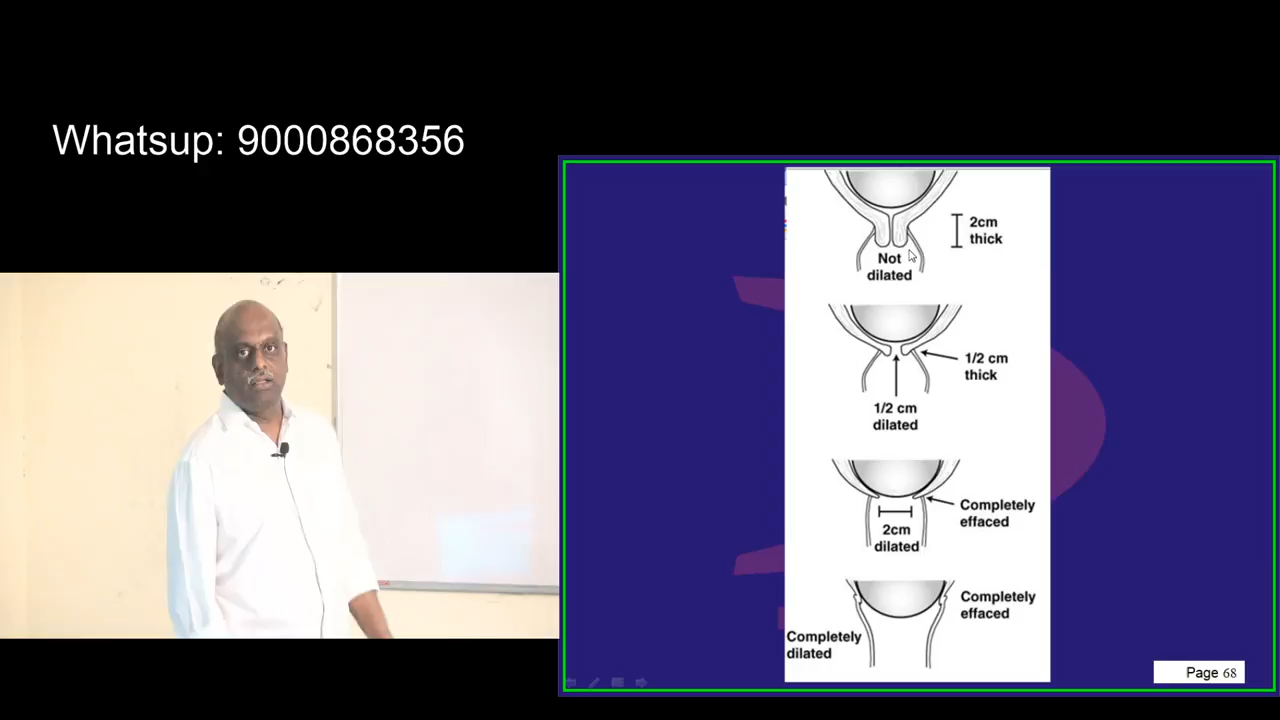 Whatsup: 9000868356
2cm
thick
Not
dilated
1/2 cm
thick
1/2 cm
dilated
Completely
effaced
2cm
dilated
Completely
effaced
Completely
dilated
Page 68